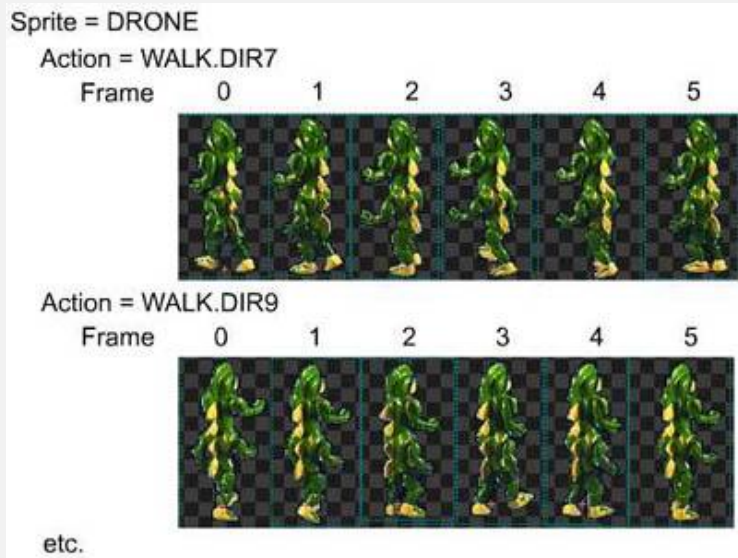 Sprite = DRONE
Action = WALK.DIR7
Frame 0 1 2 3 4 5
Action = WALK.DIR9
Frame 0 1 2 3 4 5
etc.